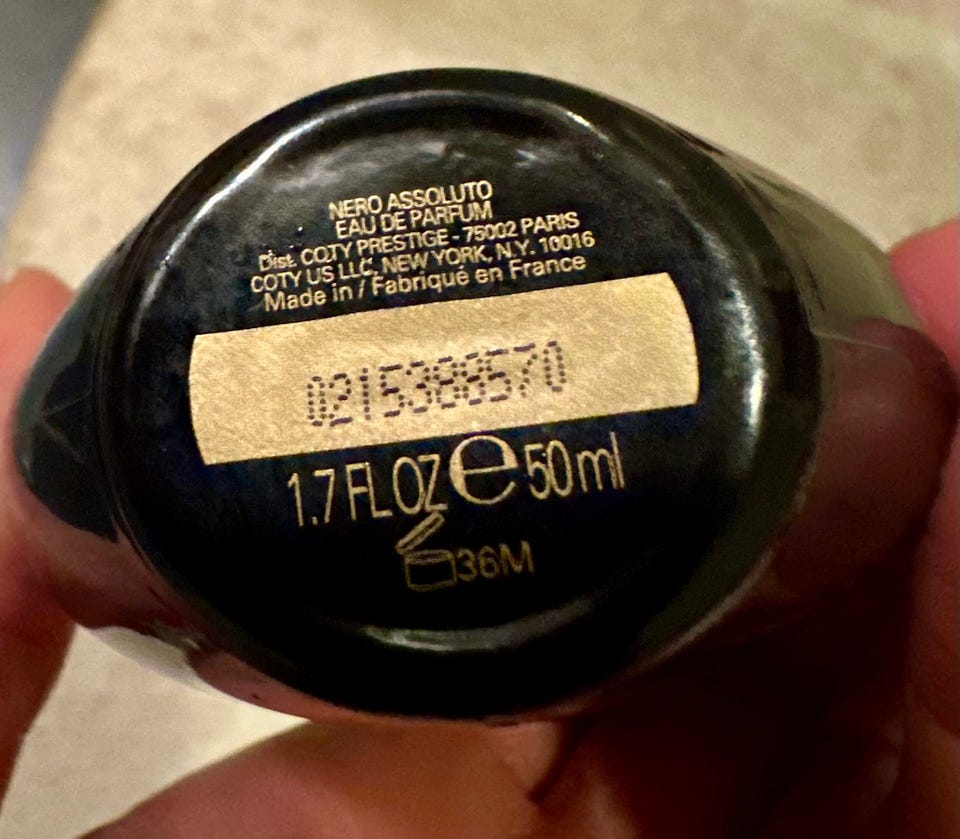 NERO ASSOLUTO
EAU DE PARFUM
Dist. COTY PRESTIGE - 75002 PARIS
COTY US LLC, NEW YORK, N.Y. 10016
Made in / Fabriqué en France
0215388570
1.7 FL OZ e 50 ml
36M